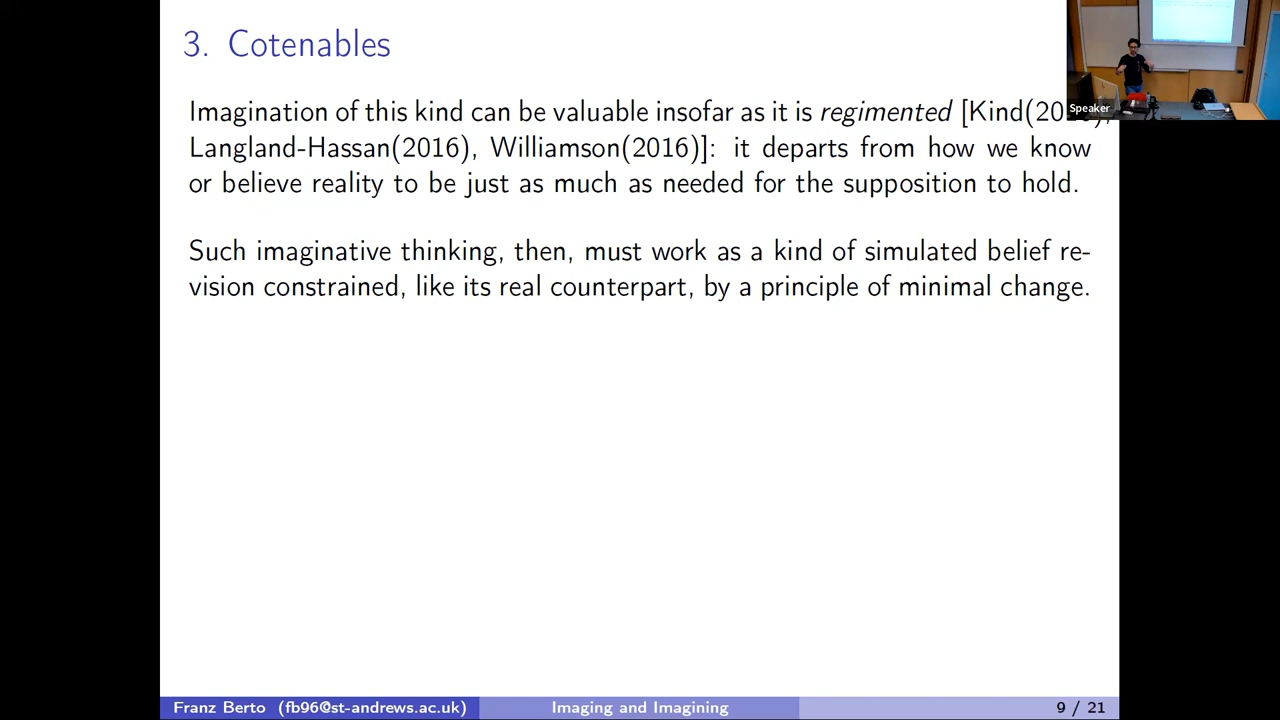 3. Cotenables
Imagination of this kind can be valuable insofar as it is regimented [Kind(20
Langland-Hassan(2016), Williamson(2016)]: it departs from how we know
or believe reality to be just as much as needed for the supposition to hold.
Such imaginative thinking, then, must work as a kind of simulated belief re-
vision constrained, like its real counterpart, by a principle of minimal change.
Speaker
Franz Berto (fb96@st-andrews.ac.uk) Imaging and Imagining 9 / 21